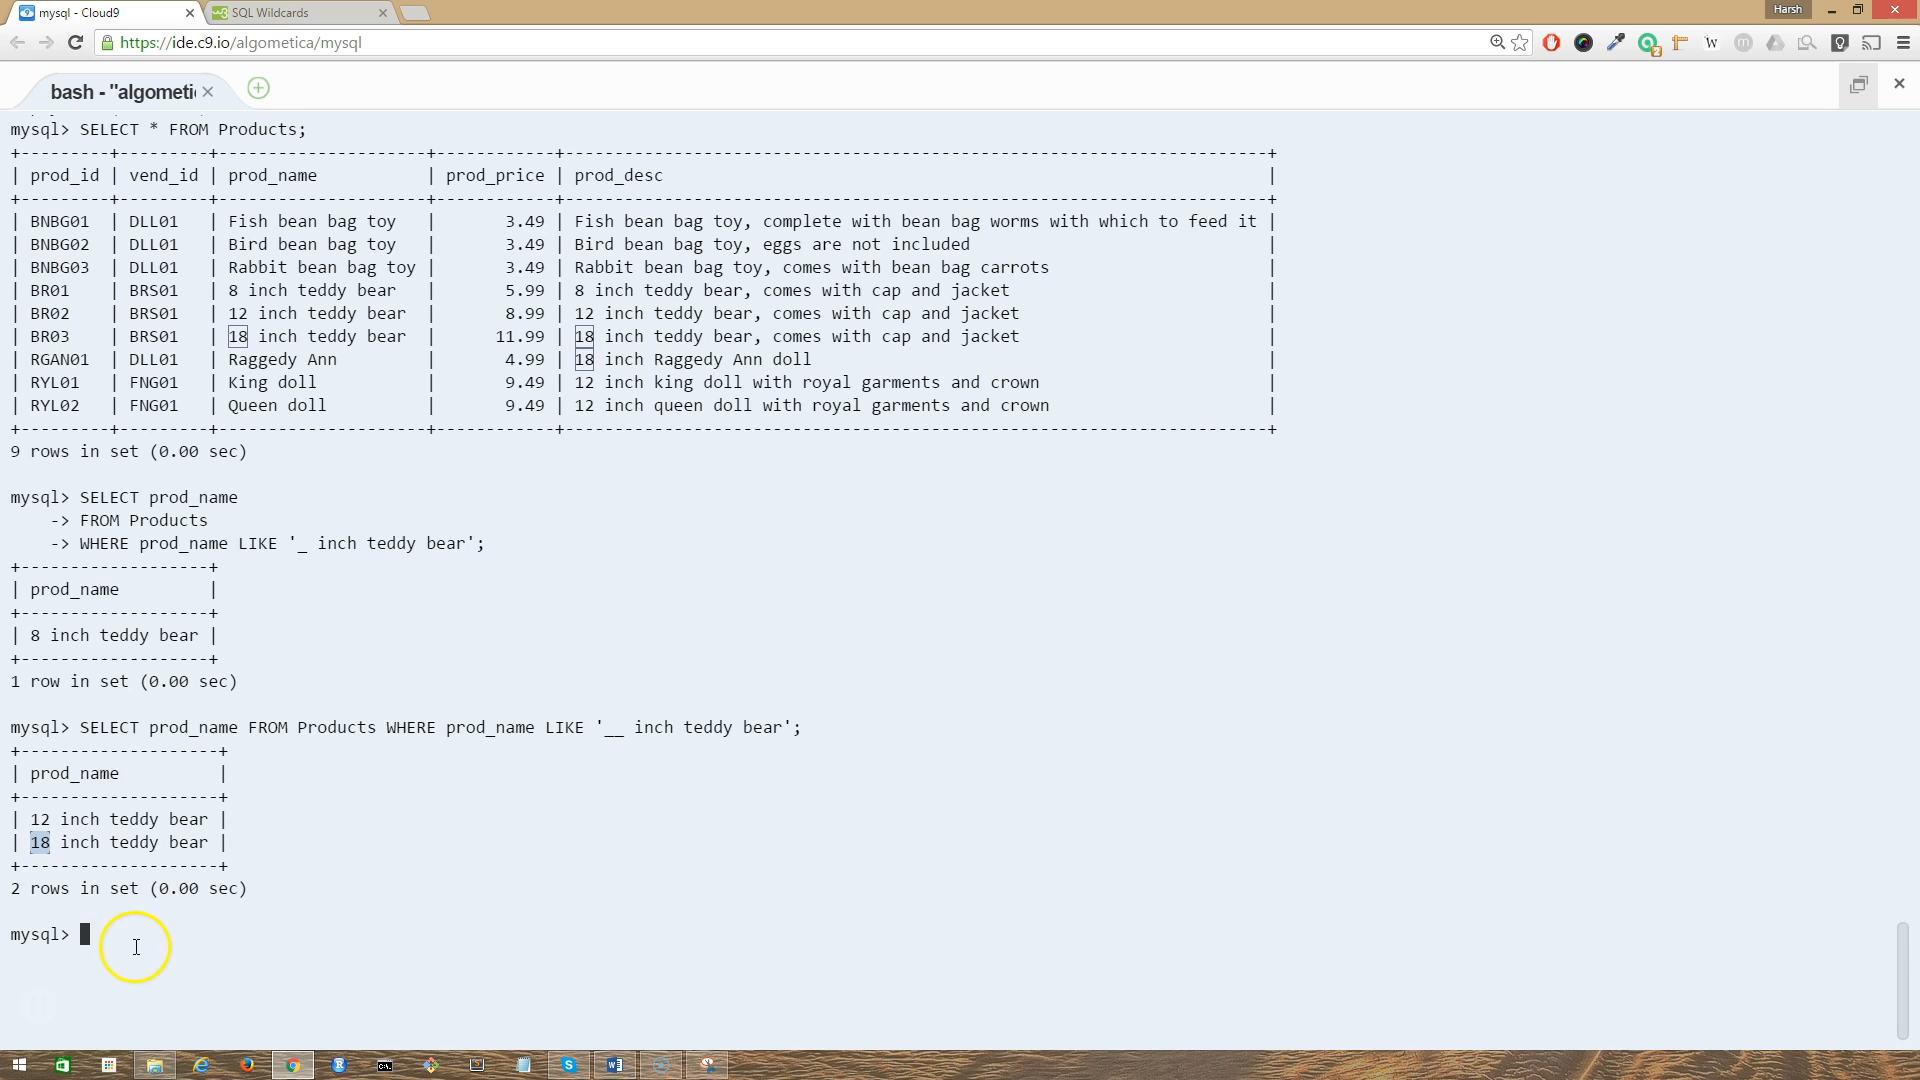 mysql - Cloud9
SQL Wildcards
Harsh
https://ide.c9.io/algometica/mysql
bash - "algometi
mysql> SELECT * FROM Products;
+---------+---------+--------------------+------------+-----------------------------------------------------------------------+
| prod_id | vend_id | prod_name | prod_price | prod_desc |
+---------+---------+--------------------+------------+-----------------------------------------------------------------------+
| BNBG01 | DLL01 | Fish bean bag toy | 3.49 | Fish bean bag toy, complete with bean bag worms with which to feed it |
| BNBG02 | DLL01 | Bird bean bag toy | 3.49 | Bird bean bag toy, eggs are not included |
| BNBG03 | DLL01 | Rabbit bean bag toy | 3.49 | Rabbit bean bag toy, comes with bean bag carrots |
| BR01 | BRS01 | 8 inch teddy bear | 5.99 | 8 inch teddy bear, comes with cap and jacket |
| BR02 | BRS01 | 12 inch teddy bear | 8.99 | 12 inch teddy bear, comes with cap and jacket |
| BR03 | BRS01 | 18 inch teddy bear | 11.99 | 18 inch teddy bear, comes with cap and jacket |
| RGAN01 | DLL01 | Raggedy Ann | 4.99 | 18 inch Raggedy Ann doll |
| RYL01 | FNG01 | King doll | 9.49 | 12 inch king doll with royal garments and crown |
| RYL02 | FNG01 | Queen doll | 9.49 | 12 inch queen doll with royal garments and crown |
+---------+---------+--------------------+------------+-----------------------------------------------------------------------+
9 rows in set (0.00 sec)
mysql> SELECT prod_name
-> FROM Products
-> WHERE prod_name LIKE '_ inch teddy bear';
+-------------------+
| prod_name |
+-------------------+
| 8 inch teddy bear |
+-------------------+
1 row in set (0.00 sec)
mysql> SELECT prod_name FROM Products WHERE prod_name LIKE '__ inch teddy bear';
+--------------------+
| prod_name |
+--------------------+
| 12 inch teddy bear |
| 18 inch teddy bear |
+--------------------+
2 rows in set (0.00 sec)
mysql>